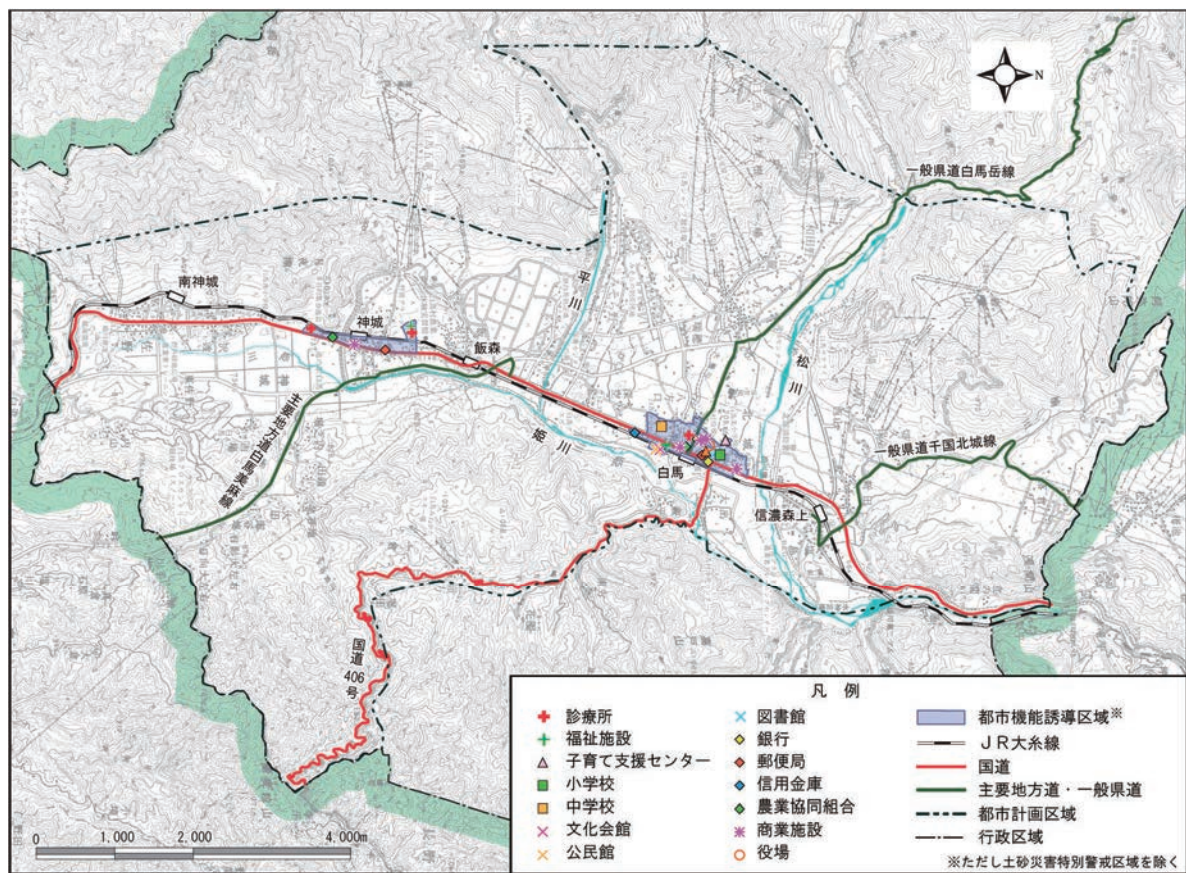 N
一般県道白馬岳線
平川
南神城
神城
飯森
松川
主要地方道白馬美麻線
姫川
白馬
一般県道千国北城線
信濃森上
国道
406
号
0 1,000 2,000 4,000m
凡 例
診療所
福祉施設
子育て支援センター
小学校
中学校
文化会館
公民館
図書館
銀行
郵便局
信用金庫
農業協同組合
商業施設
役場
都市機能誘導区域※
JR大糸線
国道
主要地方道・一般県道
都市計画区域
行政区域
※ただし土砂災害特別警戒区域を除く